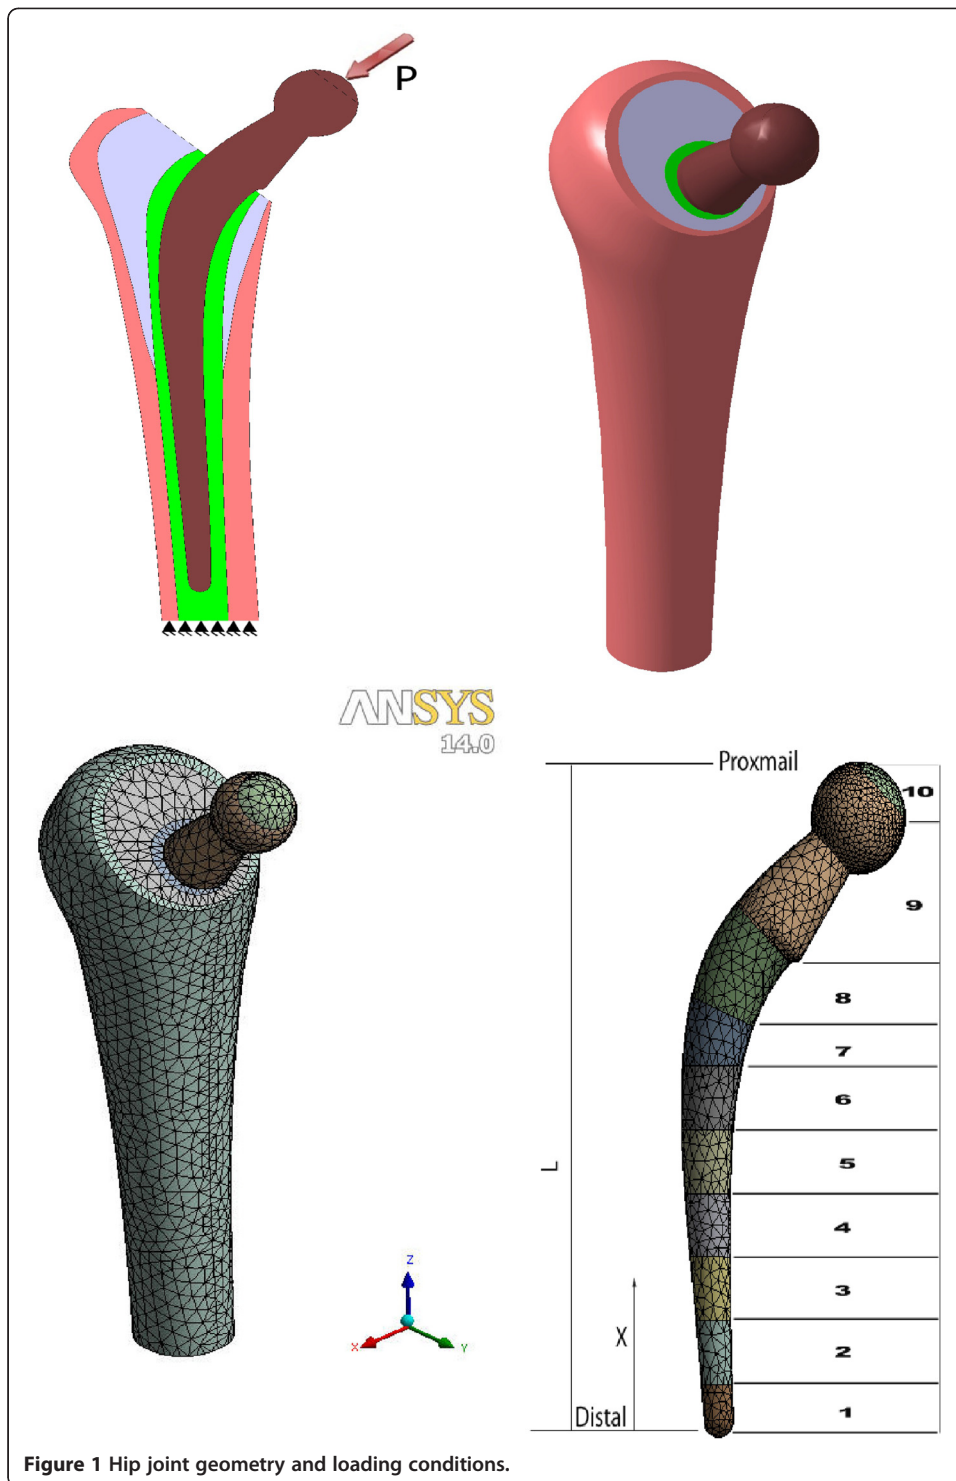 P
ANSYS
14.0
Proxmail
10
9
8
7
6
L
5
4
3
X
2
Distal
1
Z
X
Y
Figure 1 Hip joint geometry and loading conditions.